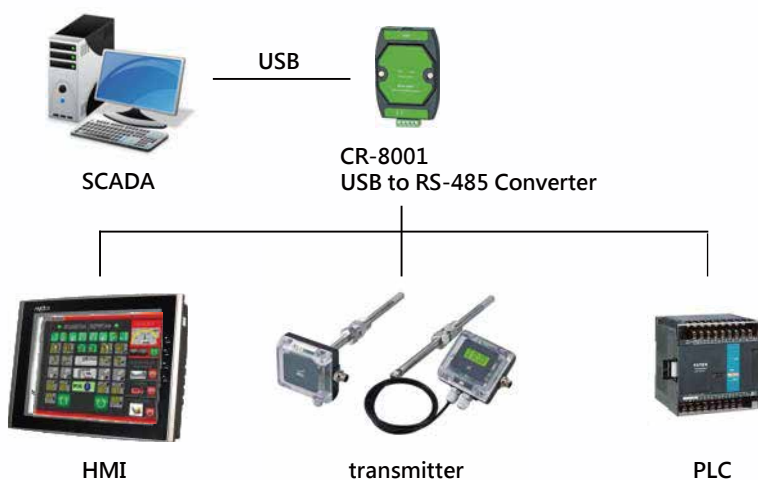 USB
SCADA
CR-8001
USB to RS-485 Converter
HMI
transmitter
PLC